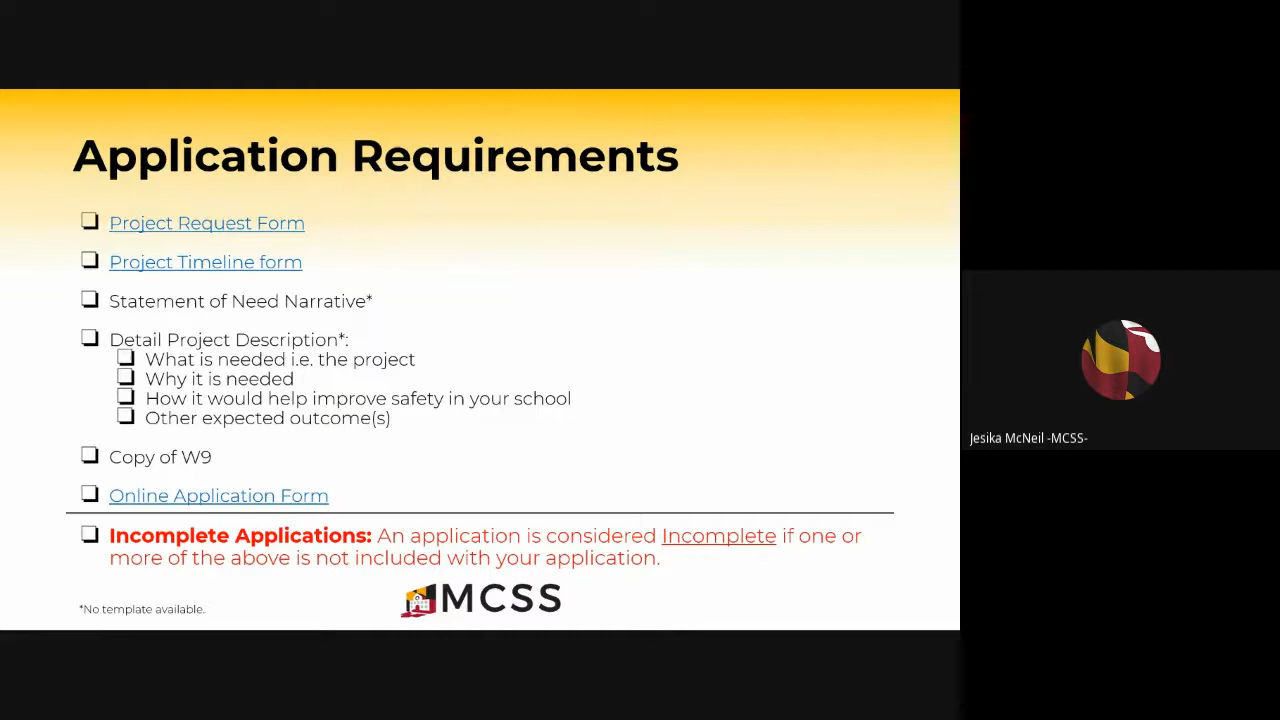 Application Requirements
Project Request Form
Project Timeline form
Statement of Need Narrative*
Detail Project Description*:
What is needed i.e. the project
Why it is needed
How it would help improve safety in your school
Other expected outcome(s)
Copy of W9
Online Application Form
Incomplete Applications: An application is considered Incomplete if one or
more of the above is not included with your application.
MCSS
*No template available.
Jesika McNeil -MCSS-